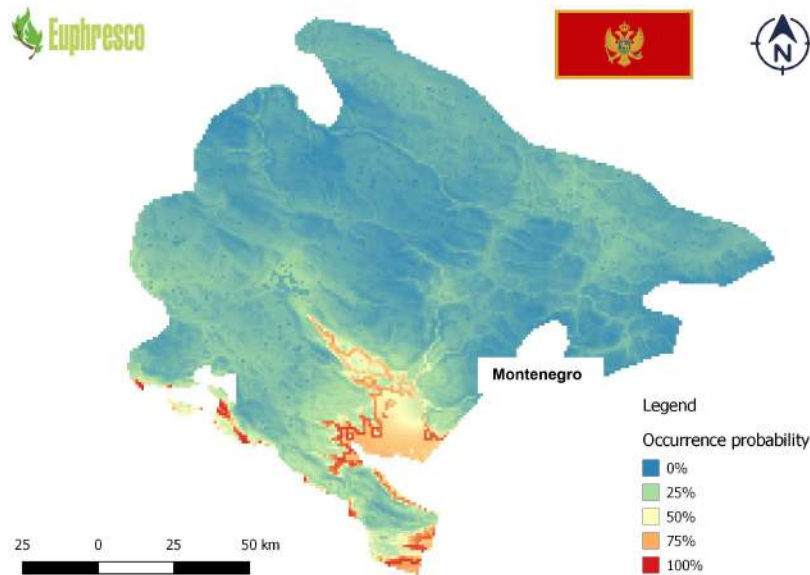 Euphresco
N
Montenegro
Legend
Occurrence probability
0%
25%
50%
75%
100%
25 0 25 50 km